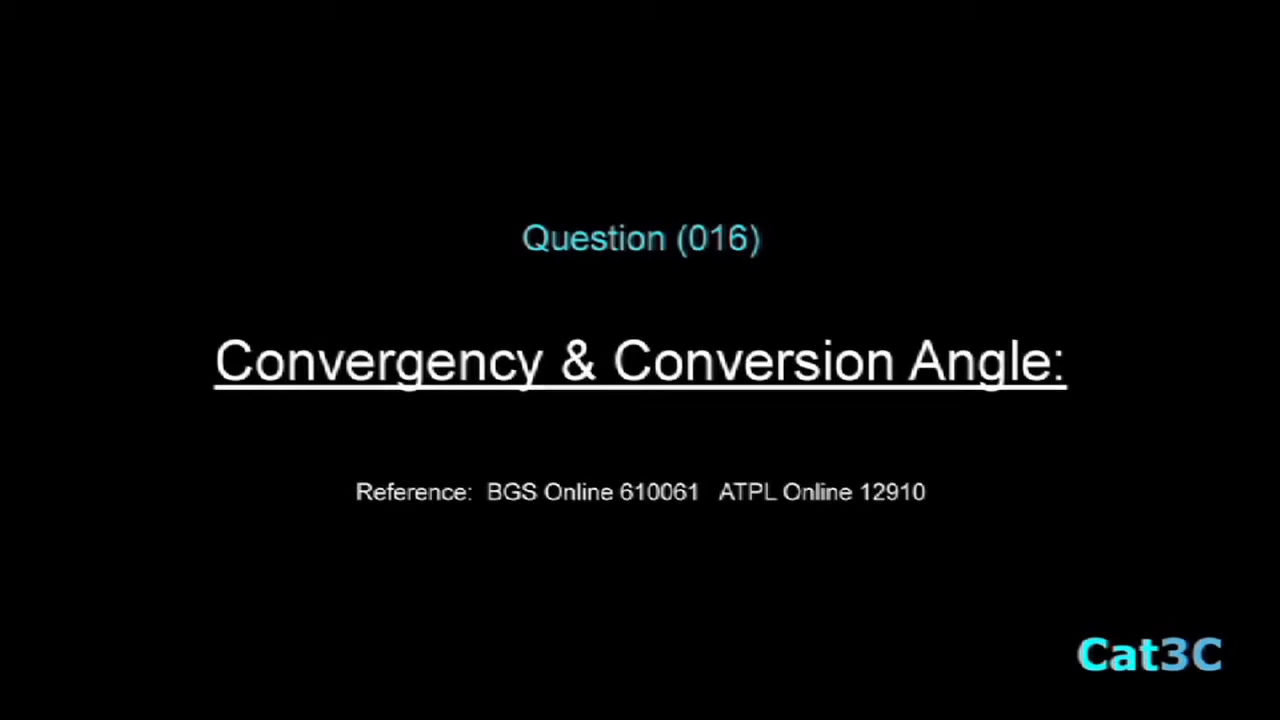 Question (016)
Convergency & Conversion Angle:
Reference: BGS Online 610061 ATPL Online 12910
Cat3C